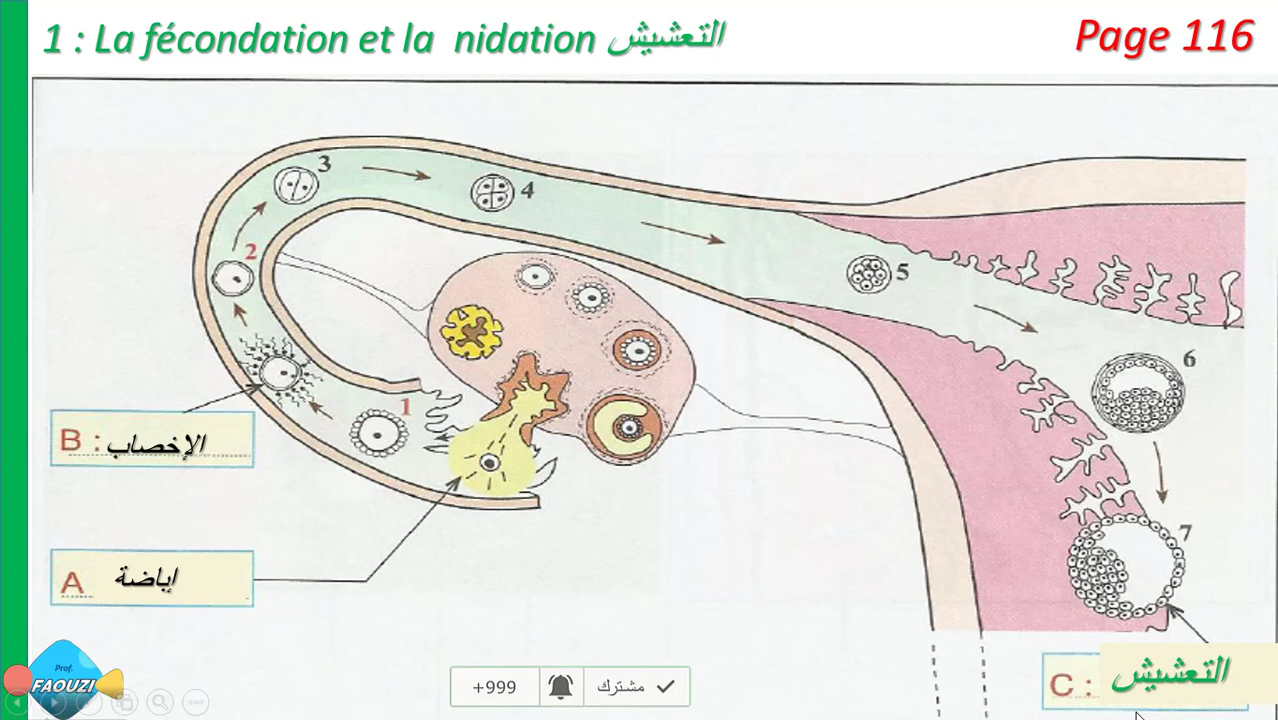 1 : La fécondation et la nidation التعشيش
Page 116
3
4
2
5
6
1
B : الإخصاب
7
A إباضة
C : التعشيش
Prof.
FAOUZI
+999
مشترك